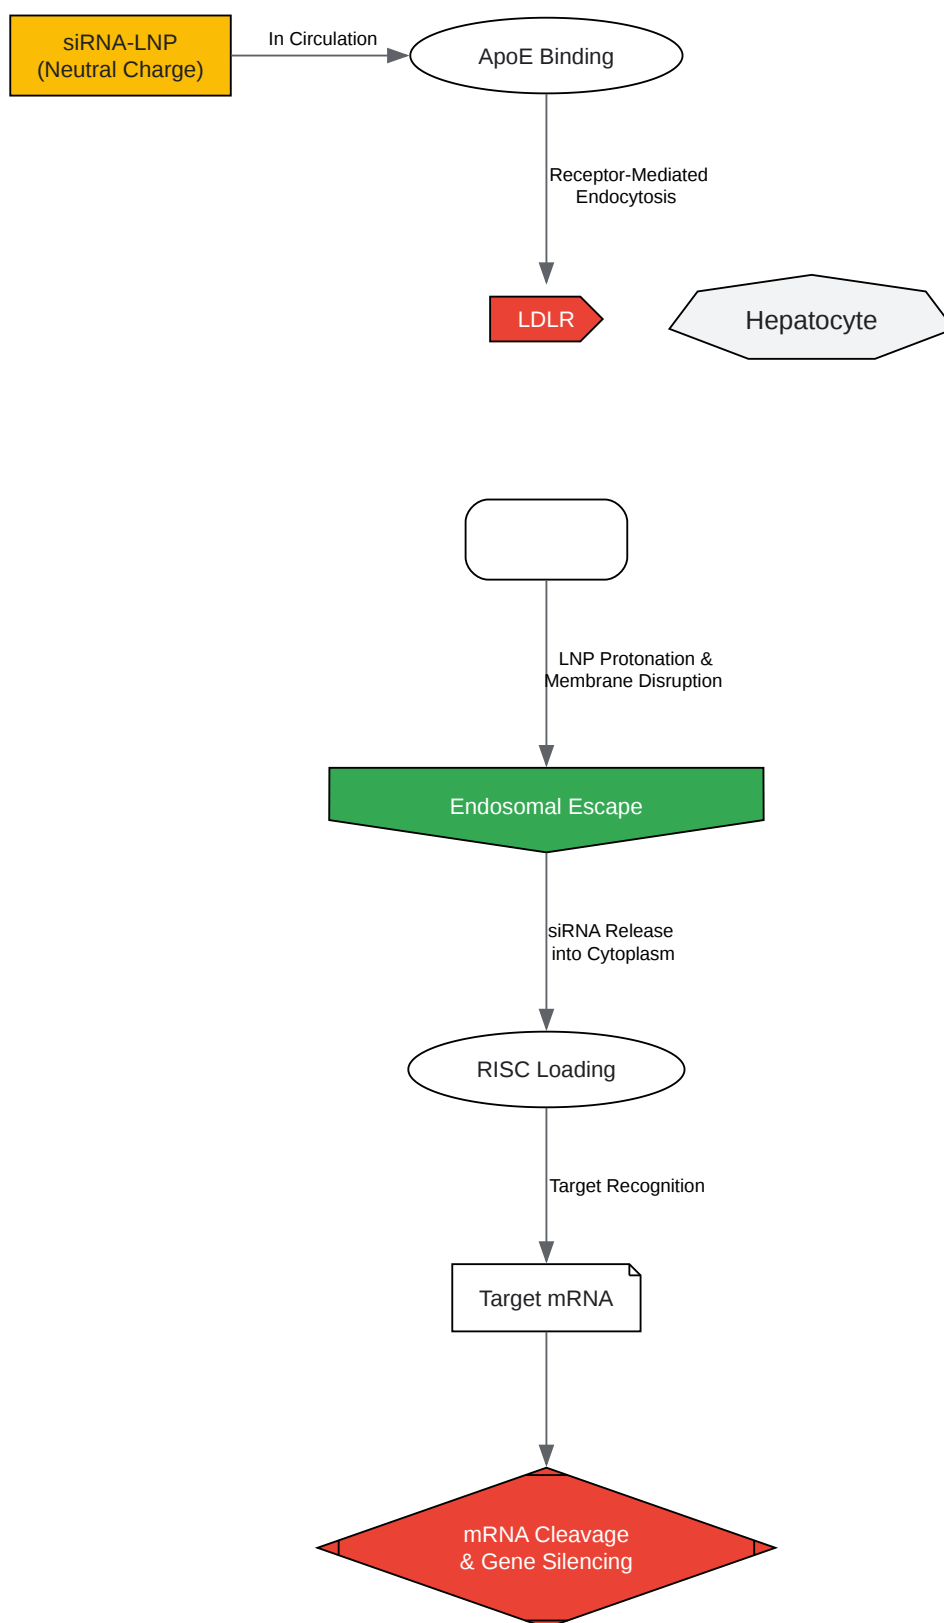 siRNA-LNP
(Neutral Charge)
In Circulation
ApoE Binding
Receptor-Mediated
Endocytosis
LDLR
Hepatocyte
LNP Protonation &
Membrane Disruption
Endosomal Escape
siRNA Release
into Cytoplasm
RISC Loading
Target Recognition
Target mRNA
mRNA Cleavage
& Gene Silencing